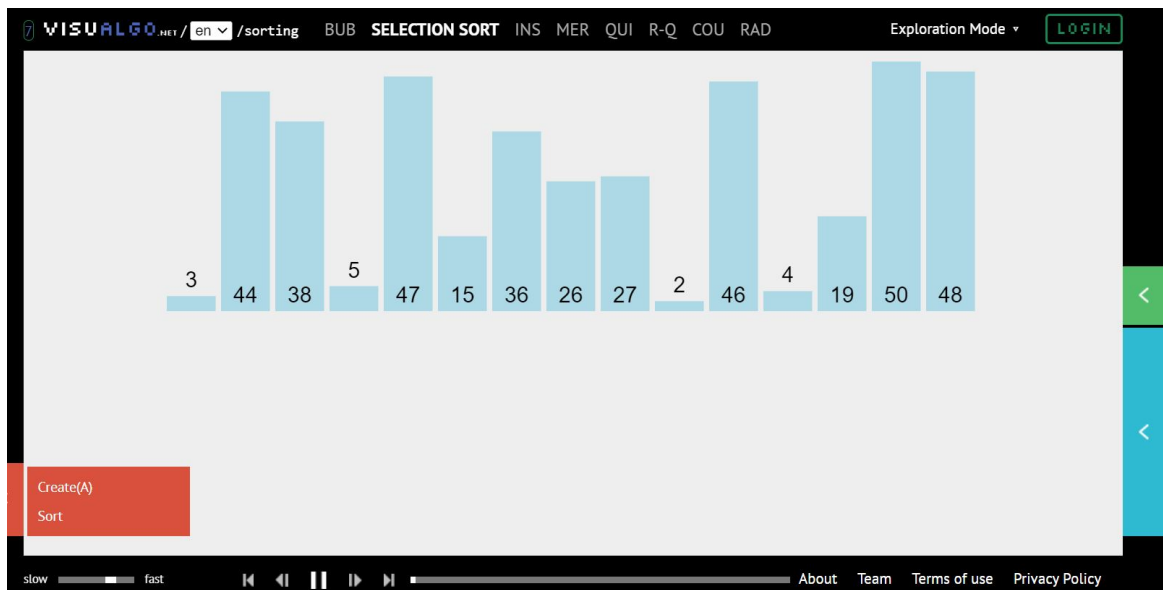 7 VISUALGO.NET / en /sorting BUB SELECTION SORT INS MER QUI R-Q COU RAD Exploration Mode ▾ LOGIN
3 44 38 5 47 15 36 26 27 2 46 4 19 50 48
Create(A)
Sort
slow fast About Team Terms of use Privacy Policy